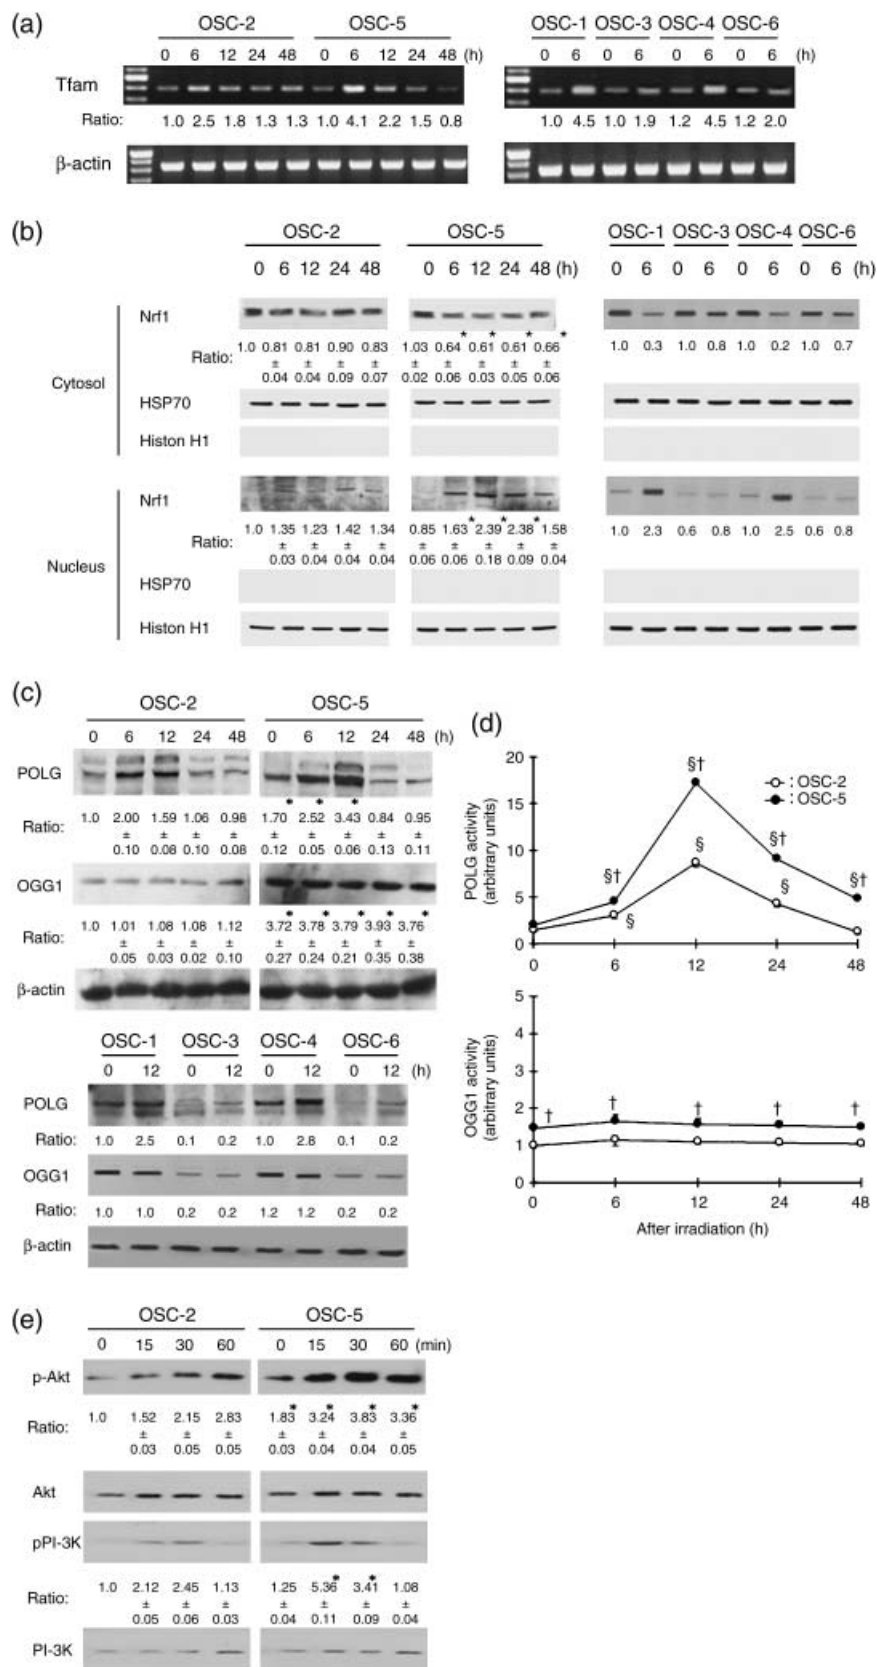 (a)
OSC-2 OSC-5 OSC-1 OSC-3 OSC-4 OSC-6
0 6 12 24 48 0 6 12 24 48 (h) 0 6 0 6 0 6 0 6 (h)
Tfam
Ratio: 1.0 2.5 1.8 1.3 1.3 1.0 4.1 2.2 1.5 0.8 1.0 4.5 1.0 1.9 1.2 4.5 1.2 2.0
β-actin
(b)
OSC-2 OSC-5 OSC-1 OSC-3 OSC-4 OSC-6
0 6 12 24 48 0 6 12 24 48 (h) 0 6 0 6 0 6 0 6 (h)
Cytosol
Nrf1
* * * *
Ratio: 1.0 0.81 0.81 0.90 0.83 1.03 0.64 0.61 0.61 0.66 1.0 0.3 1.0 0.8 1.0 0.2 1.0 0.7
± ± ± ± ± ± ± ± ±
0.04 0.04 0.09 0.07 0.02 0.06 0.03 0.05 0.06
HSP70
Histon H1
Nucleus
Nrf1
* * *
Ratio: 1.0 1.35 1.23 1.42 1.34 0.85 1.63 2.39 2.38 1.58 1.0 2.3 0.6 0.8 1.0 2.5 0.6 0.8
± ± ± ± ± ± ± ± ±
0.03 0.04 0.04 0.04 0.06 0.06 0.18 0.09 0.04
HSP70
Histon H1
(c)
OSC-2 OSC-5
0 6 12 24 48 0 6 12 24 48 (h)
POLG
* * *
Ratio: 1.0 2.00 1.59 1.06 0.98 1.70 2.52 3.43 0.84 0.95
± ± ± ± ± ± ± ± ±
0.10 0.08 0.10 0.08 0.12 0.05 0.06 0.13 0.11
OGG1
* * * * *
Ratio: 1.0 1.01 1.08 1.08 1.12 3.72 3.78 3.79 3.93 3.76
± ± ± ± ± ± ± ± ±
0.05 0.03 0.02 0.10 0.27 0.24 0.21 0.35 0.38
β-actin
OSC-1 OSC-3 OSC-4 OSC-6
0 12 0 12 0 12 0 12 (h)
POLG
Ratio: 1.0 2.5 0.1 0.2 1.0 2.8 0.1 0.2
OGG1
Ratio: 1.0 1.0 0.2 0.2 1.2 1.2 0.2 0.2
β-actin
(d)
POLG activity
(arbitrary units)
20
15
10
5
0
§† §† §† §†
§ § §
: OSC-2
: OSC-5
0 6 12 24 48
OGG1 activity
(arbitrary units)
5
4
3
2
1
0
† † † † †
0 6 12 24 48
After irradiation (h)
(e)
OSC-2 OSC-5
0 15 30 60 0 15 30 60 (min)
p-Akt
* * * *
Ratio: 1.0 1.52 2.15 2.83 1.83 3.24 3.83 3.36
± ± ± ± ± ± ±
0.03 0.05 0.05 0.03 0.04 0.04 0.05
Akt
pPI-3K
* *
Ratio: 1.0 2.12 2.45 1.13 1.25 5.36 3.41 1.08
± ± ± ± ± ± ±
0.05 0.06 0.03 0.04 0.11 0.09 0.04
PI-3K